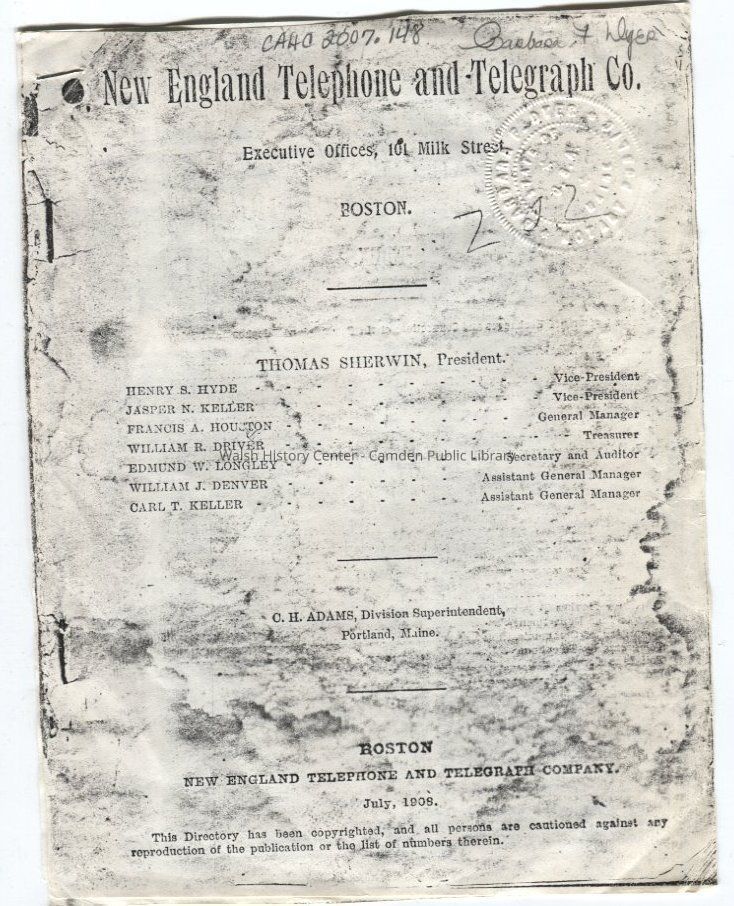 CAHC 2007.148 Barbara F Dyer
New England Telephone and Telegraph Co.
Executive Offices, 101 Milk Street,
BOSTON.
THOMAS SHERWIN, President.
HENRY S. HYDE - - - - - - - - - Vice-President
JASPER N. KELLER - - - - - - - - Vice-President
FRANCIS A. HOUSTON - - - - - - - General Manager
WILLIAM R. DRIVER - - - - - - - - Treasurer
EDMUND W. LONGLEY - - - - - - Secretary and Auditor
Walsh History Center - Camden Public Library
WILLIAM J. DENVER - - - - - - Assistant General Manager
CARL T. KELLER - - - - - - - Assistant General Manager
C. H. ADAMS, Division Superintendent,
Portland, Maine.
BOSTON
NEW ENGLAND TELEPHONE AND TELEGRAPH COMPANY.
July, 1908.
This Directory has been copyrighted, and all persons are cautioned against any
reproduction of the publication or the list of numbers therein.